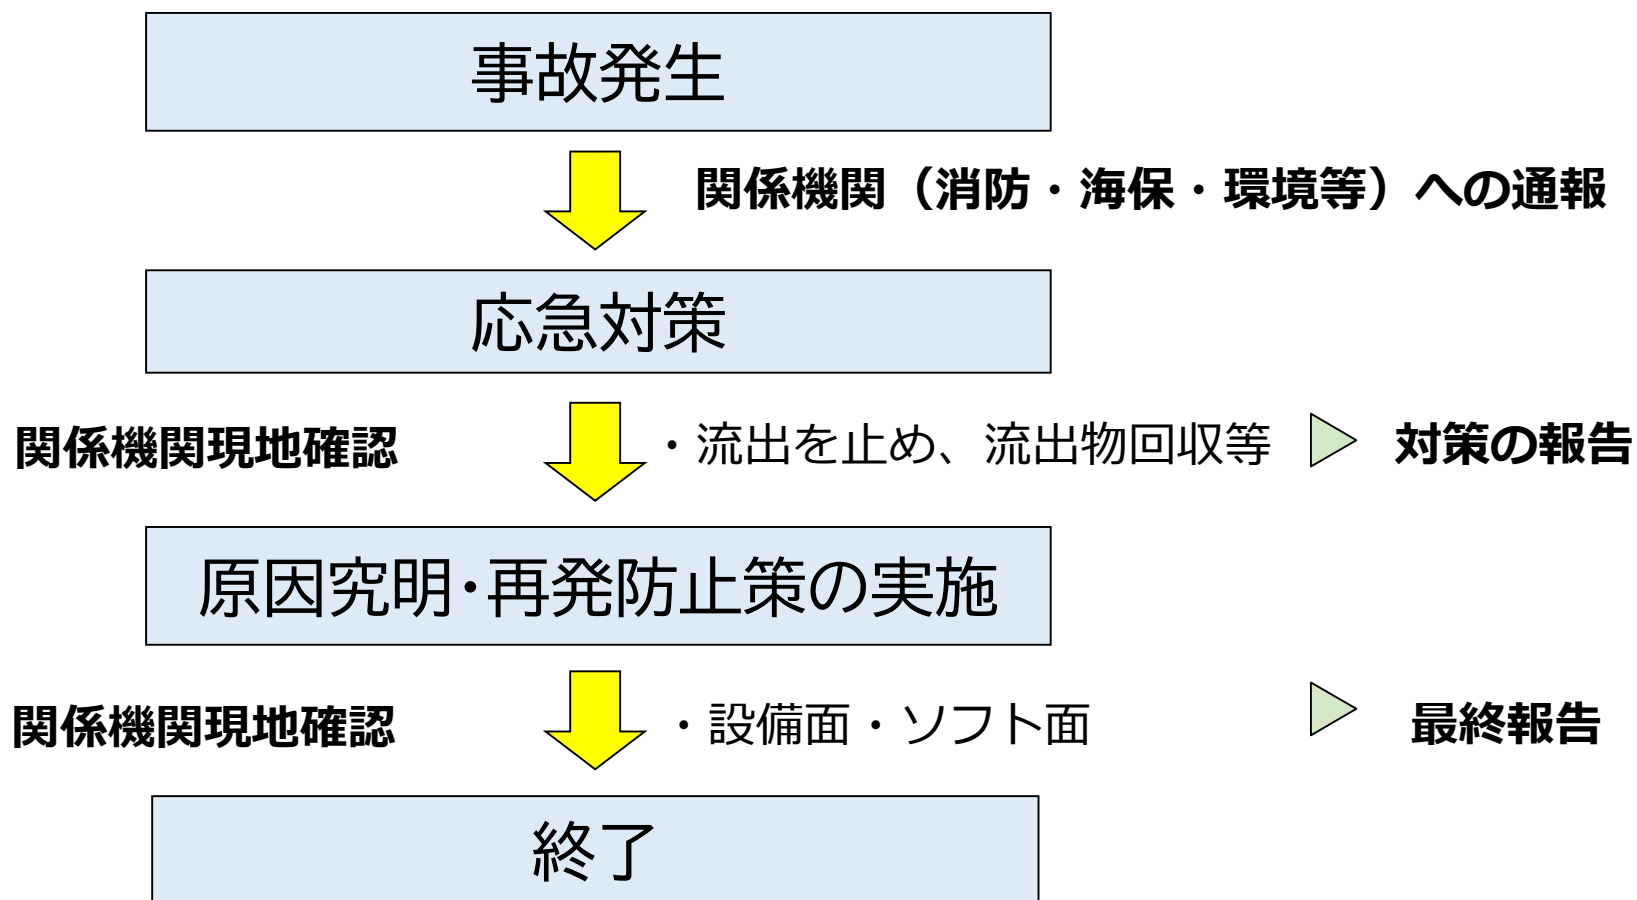 事故発生
関係機関（消防・海保・環境等）への通報
応急対策
関係機関現地確認
・流出を止め、流出物回収等
対策の報告
原因究明･再発防止策の実施
関係機関現地確認
・設備面・ソフト面
最終報告
終了